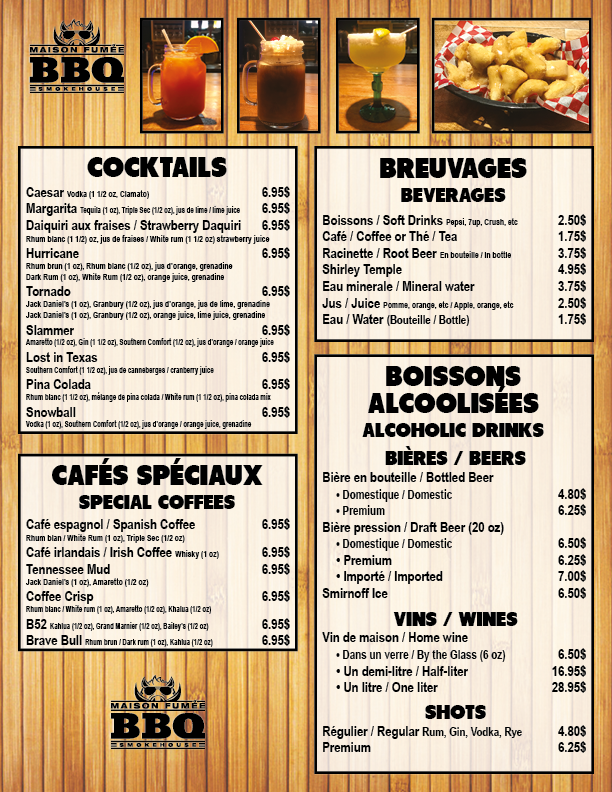 MAISON FUMÉE
BBQ
SMOKEHOUSE
COCKTAILS
Caesar Vodka (1 1/2 oz, Clamato) 6.95$
Margarita Tequila (1 oz), Triple Sec (1/2 oz), jus de lime / lime juice 6.95$
Daiquiri aux fraises / Strawberry Daquiri 6.95$
Rhum blanc (1 1/2) oz, jus de fraises / White rum (1 1/2 oz) strawberry juice
Hurricane 6.95$
Rhum brun (1 oz), Rhum blanc (1/2 oz), jus d'orange, grenadine
Dark Rum (1 oz), White Rum (1/2 oz), orange juice, grenadine
Tornado 6.95$
Jack Daniel's (1 oz), Granbury (1/2 oz), jus d'orange, jus de lime, grenadine
Jack Daniel's (1 oz), Granbury (1/2 oz), orange juice, lime juice, grenadine
Slammer 6.95$
Amaretto (1/2 oz), Gin (1 1/2 oz), Southern Comfort (1/2 oz), jus d'orange / orange juice
Lost in Texas 6.95$
Southern Comfort (1 1/2 oz), jus de canneberges / cranberry juice
Pina Colada 6.95$
Rhum blanc (1 1/2 oz), mélange de pina colada / White rum (1 1/2 oz), pina colada mix
Snowball 6.95$
Vodka (1 oz), Southern Comfort (1/2 oz), jus d'orange / orange juice, grenadine
CAFÉS SPÉCIAUX
SPECIAL COFFEES
Café espagnol / Spanish Coffee 6.95$
Rhum blan / White Rum (1 oz), Triple Sec (1/2 oz)
Café irlandais / Irish Coffee Whisky (1 oz) 6.95$
Tennessee Mud 6.95$
Jack Daniel's (1 oz), Amaretto (1/2 oz)
Coffee Crisp 6.95$
Rhum blanc / White rum (1 oz), Amaretto (1/2 oz), Khalua (1/2 oz)
B52 Kahlua (1/2 oz), Grand Marnier (1/2 oz), Bailey's (1/2 oz) 6.95$
Brave Bull Rhum brun / Dark rum (1 oz), Kahlua (1/2 oz) 6.95$
MAISON FUMÉE
BBQ
SMOKEHOUSE
BREUVAGES
BEVERAGES
Boissons / Soft Drinks Pepsi, 7up, Crush, etc 2.50$
Café / Coffee or Thé / Tea 1.75$
Racinette / Root Beer En bouteille / In bottle 3.75$
Shirley Temple 4.95$
Eau minerale / Mineral water 3.75$
Jus / Juice Pomme, orange, etc / Apple, orange, etc 2.50$
Eau / Water (Bouteille / Bottle) 1.75$
BOISSONS
ALCOOLISÉES
ALCOHOLIC DRINKS
BIÈRES / BEERS
Bière en bouteille / Bottled Beer
• Domestique / Domestic 4.80$
• Premium 6.25$
Bière pression / Draft Beer (20 oz)
• Domestique / Domestic 6.50$
• Premium 6.25$
• Importé / Imported 7.00$
Smirnoff Ice 6.50$
VINS / WINES
Vin de maison / Home wine
• Dans un verre / By the Glass (6 oz) 6.50$
• Un demi-litre / Half-liter 16.95$
• Un litre / One liter 28.95$
SHOTS
Régulier / Regular Rum, Gin, Vodka, Rye 4.80$
Premium 6.25$